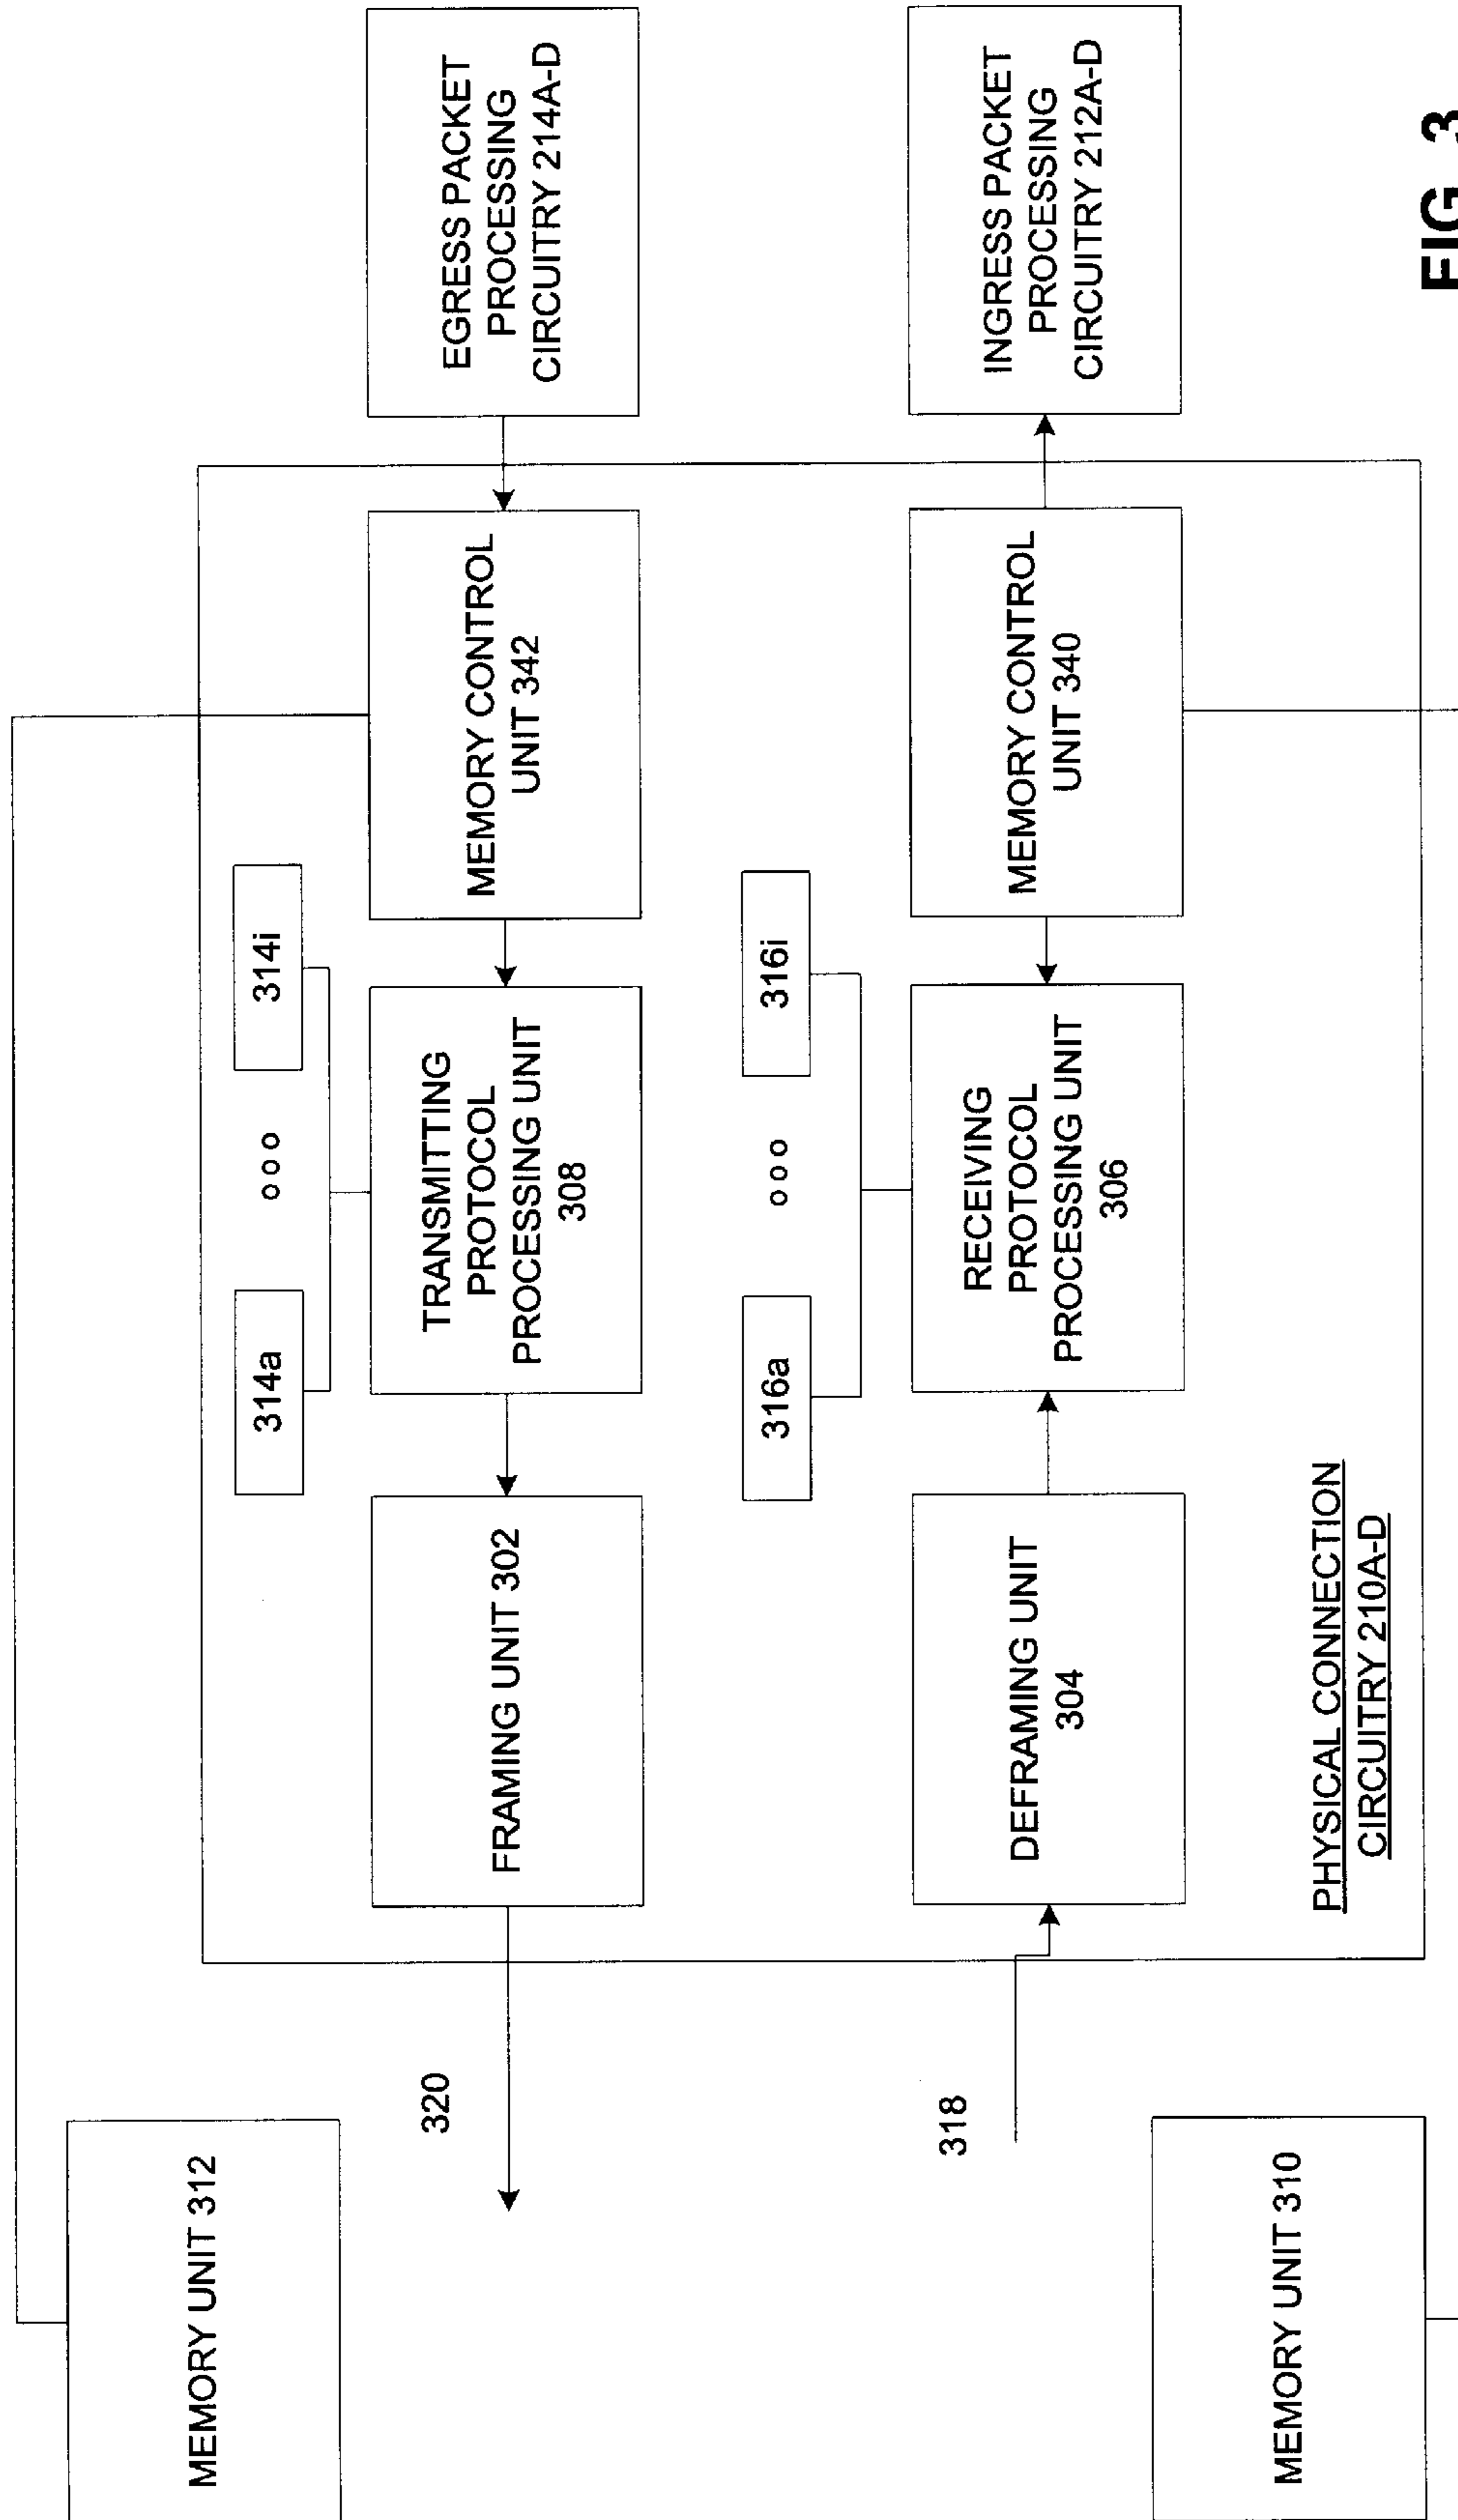 MEMORY UNIT 312
320
318
MEMORY UNIT 310
FRAMING UNIT 302
DEFRAMING UNIT
304
PHYSICAL CONNECTION
CIRCUITRY 210A-D
314a
ooo
314i
TRANSMITTING
PROTOCOL
PROCESSING UNIT
308
316a
ooo
316i
RECEIVING
PROTOCOL
PROCESSING UNIT
306
MEMORY CONTROL
UNIT 342
MEMORY CONTROL
UNIT 340
EGRESS PACKET
PROCESSING
CIRCUITRY 214A-D
INGRESS PACKET
PROCESSING
CIRCUITRY 212A-D
FIG. 3